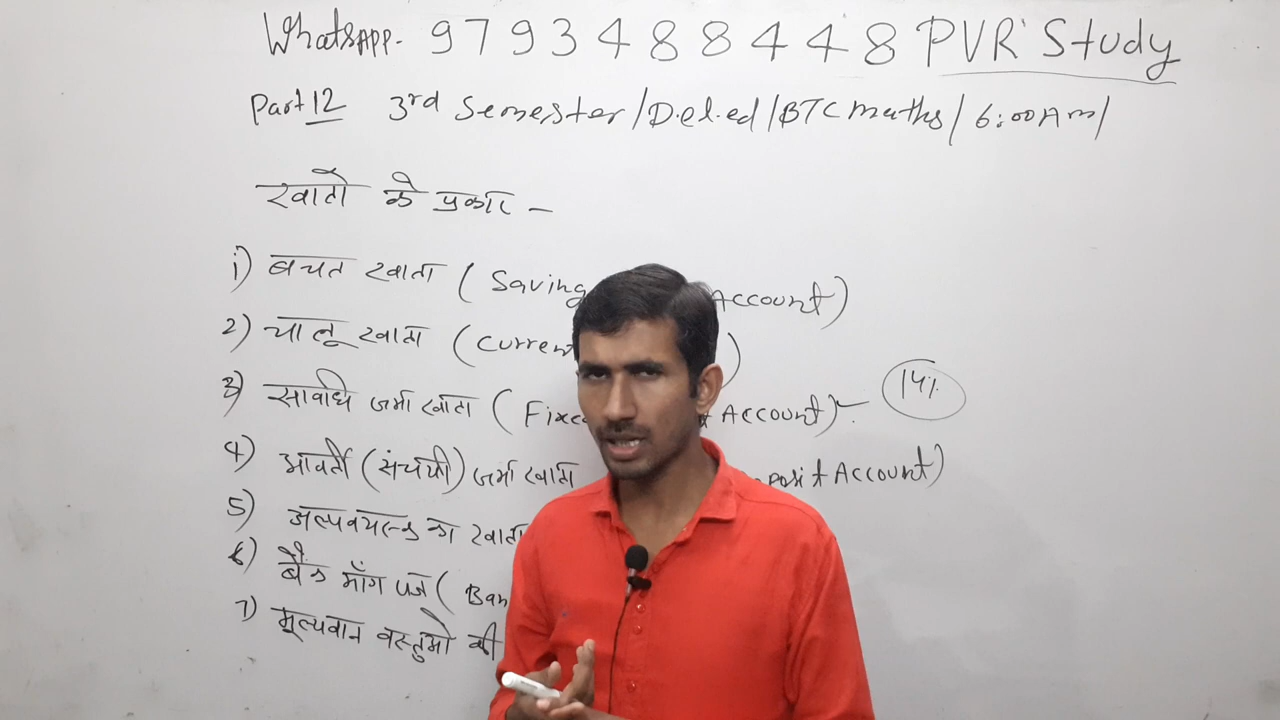 WhatsAPP. 9793488448 PVR Study
Part 12 3rd Semester/D.el.ed/BTC Maths/6:00Am/
खातों के प्रकार –
1) बचत खाता ( Saving Account)
2) चालू खाता ( Current )
3) सावधि जमा खाता ( Fixe Account) – 14%
4) आवर्ती (संचयी) जमा खाता posit Account)
5) अल्पवयस्क का खाता
6) बैंक माँग पत्र ( Ban
7) मूल्यवान वस्तुओ की